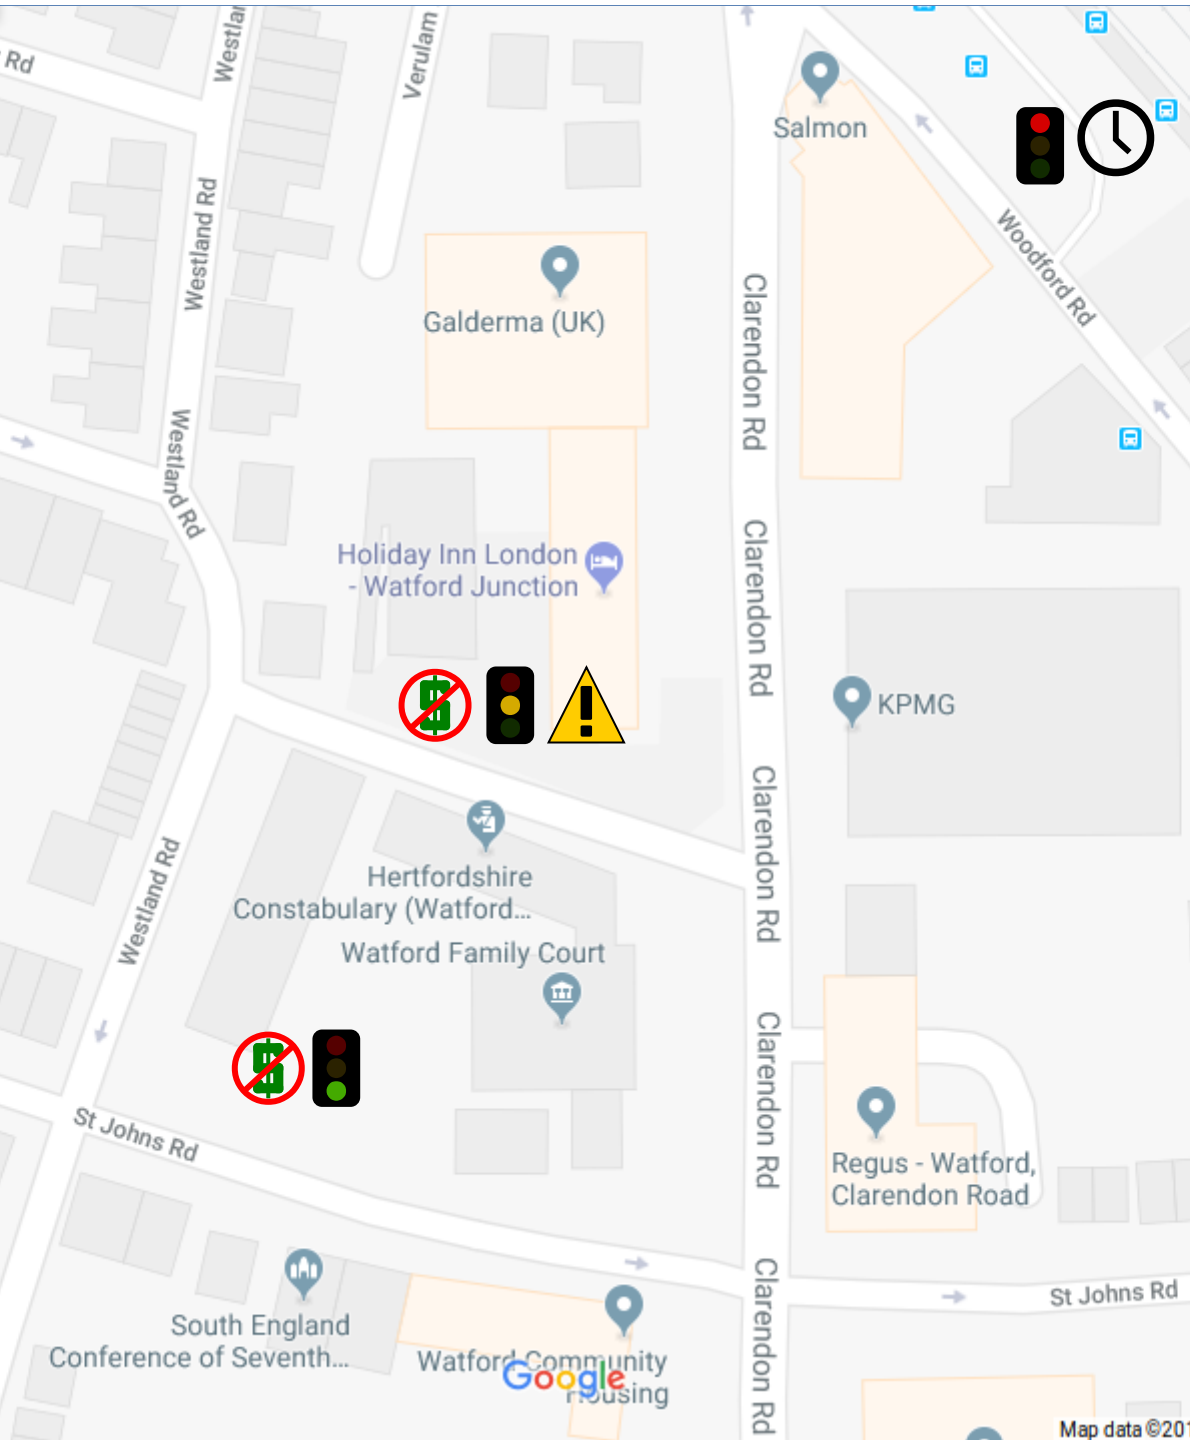 Rd
Westlar
Verulam
Salmon
Westland Rd
Woodford Rd
Clarendon Rd
Galderma (UK)
Westland Rd
Clarendon Rd
Holiday Inn London
- Watford Junction
KPMG
Clarendon Rd
Westland Rd
Hertfordshire
Constabulary (Watford...
Watford Family Court
Clarendon Rd
St Johns Rd
Regus - Watford,
Clarendon Road
Clarendon Rd
St Johns Rd
South England
Conference of Seventh...
Watford Community
Housing
Google
Map data ©201